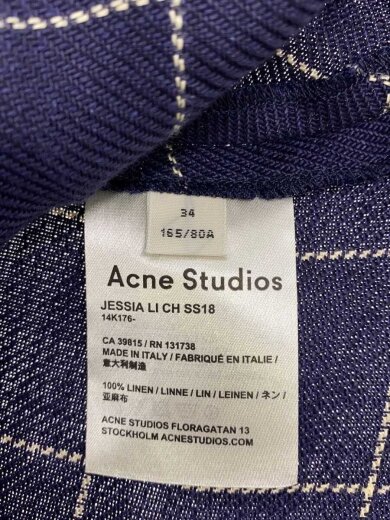 34
165/80A
Acne Studios
JESSIA LI CH SS18
14K176-
CA 39815 / RN 131738
MADE IN ITALY / FABRIQUÉ EN ITALIE /
意大利制造
100% LINEN / LINNE / LIN / LEINEN / ネン /
亚麻布
ACNE STUDIOS FLORAGATAN 13
STOCKHOLM ACNESTUDIOS.COM